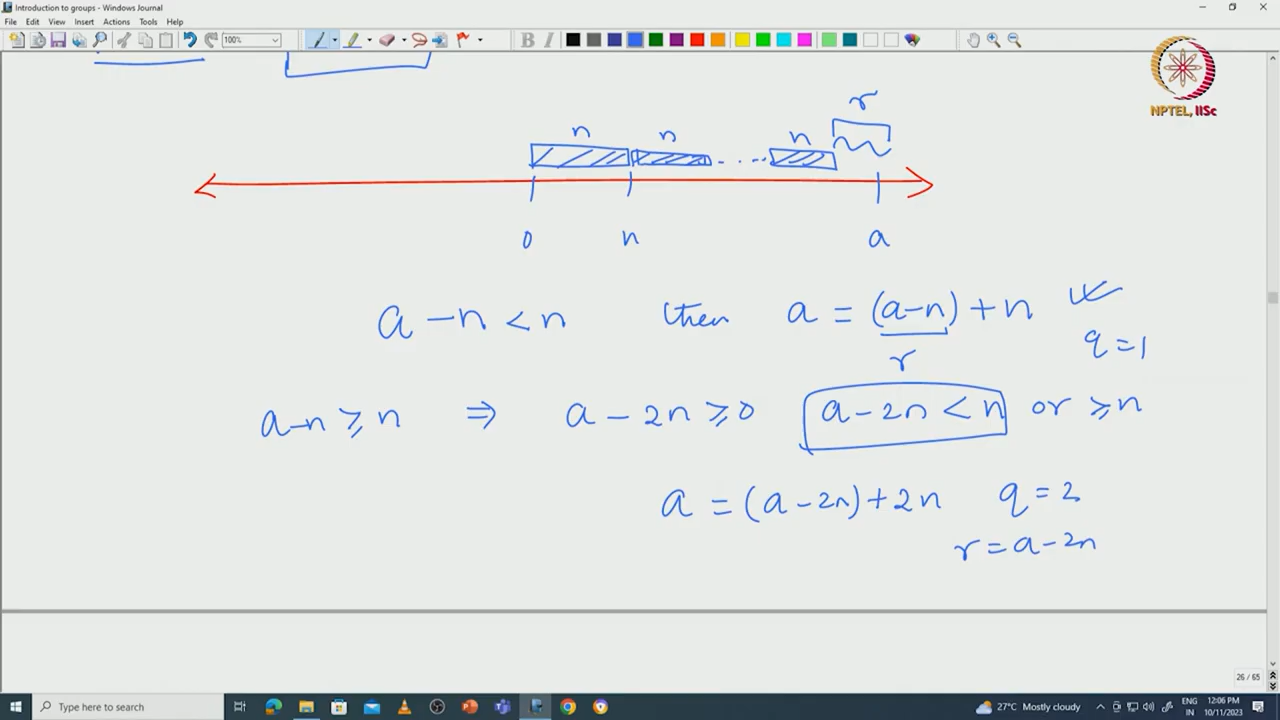 Introduction to groups - Windows Journal
File Edit View Insert Actions Tools Help
100%
B I
NPTEL, IISc
r
n n n
0 n a
a - n < n then a = (a-n) + n
r q = 1
a-n ≥ n ⇒ a - 2n ≥ 0 a - 2n < n or ≥ n
a = (a - 2n) + 2n q = 2
r = a - 2n
26 / 65
Type here to search
27°C Mostly cloudy
ENG
IN
12:06 PM
10/11/2023